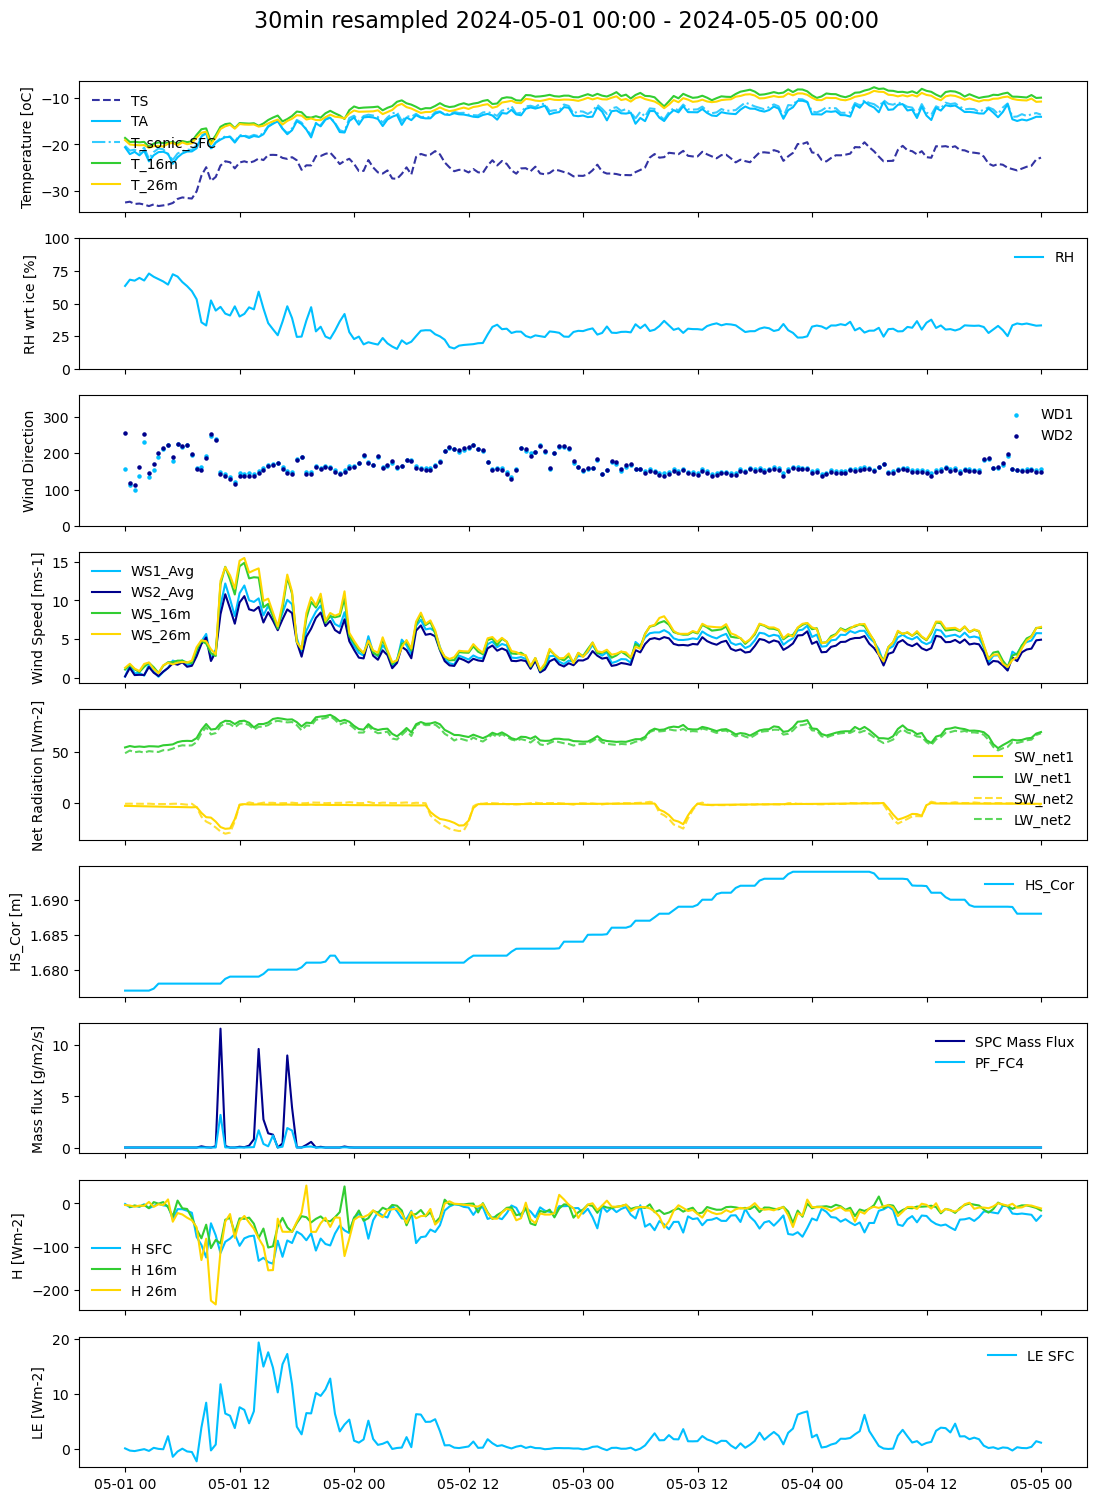 30min resampled 2024-05-01 00:00 - 2024-05-05 00:00
Temperature [oC]
−10
−20
−30
TS
TA
T_sonic_SFC
T_16m
T_26m
RH wrt ice [%]
100
75
50
25
0
RH
Wind Direction
300
200
100
0
WD1
WD2
Wind Speed [ms-1]
15
10
5
0
WS1_Avg
WS2_Avg
WS_16m
WS_26m
Net Radiation [Wm-2]
50
0
SW_net1
LW_net1
SW_net2
LW_net2
HS_Cor [m]
1.690
1.685
1.680
HS_Cor
Mass flux [g/m2/s]
10
5
0
SPC Mass Flux
PF_FC4
H [Wm-2]
0
−100
−200
H SFC
H 16m
H 26m
LE [Wm-2]
20
10
0
LE SFC
05-01 00 05-01 12 05-02 00 05-02 12 05-03 00 05-03 12 05-04 00 05-04 12 05-05 00